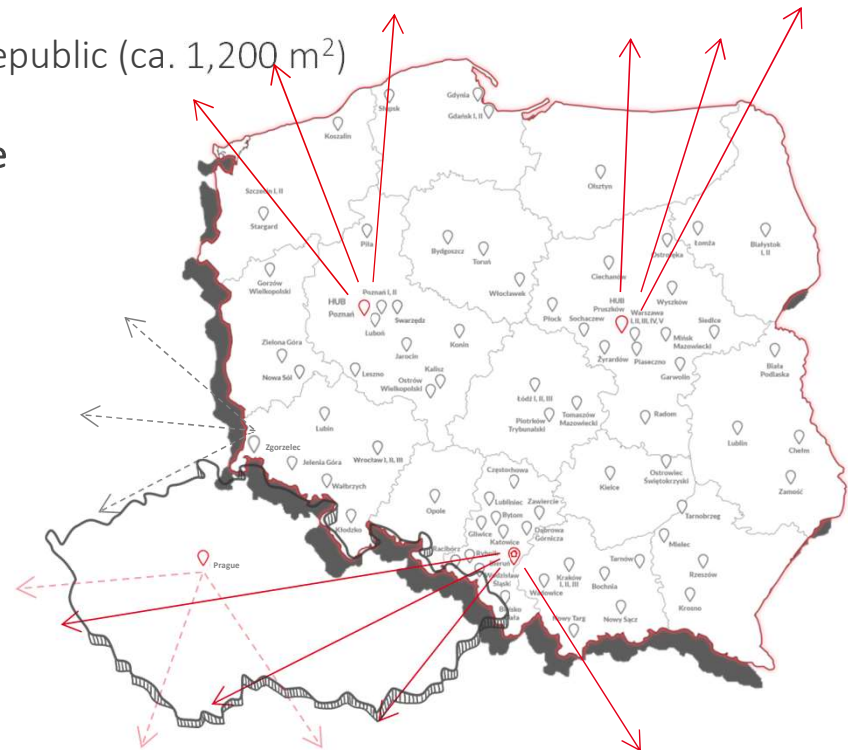 epublic (ca. 1,200 m²)
e
Gdynia
Słupsk
Gdańsk I, II
Koszalin
Olsztyn
Szczecin I, II
Stargard
Łomża
Białystok
I, II
Piła
Bydgoszcz
Toruń
Ostrołęka
Ciechanów
Gorzów
Wielkopolski
Włocławek
Wyszków
Poznań I, II
HUB
Poznań
Swarzędz
Luboń
HUB
Pruszków
Warszawa
I, II, III, IV, V
Płock
Sochaczew
Siedlce
Mińsk
Mazowiecki
Konin
Zielona Góra
Jarocin
Żyrardów
Piaseczno
Garwolin
Biała
Podlaska
Nowa Sól
Leszno
Kalisz
Ostrów
Wielkopolski
Łódź I, II, III
Piotrków
Trybunalski
Tomaszów
Mazowiecki
Radom
Lubin
Lublin
Chełm
Zgorzelec
Jelenia Góra
Wrocław I, II, III
Wałbrzych
Częstochowa
Kielce
Ostrowiec
Świętokrzyski
Zamość
Opole
Lubliniec
Zawiercie
Bytom
Tarnobrzeg
Kłodzko
Gliwice
Katowice
Dąbrowa
Górnicza
Mielec
Racibórz
Rybnik
Bieruń
Wodzisław
Śląski
Kraków
I, II, III
Tarnów
Bochnia
Rzeszów
Prague
Wadowice
Bielsko
Biała
Nowy Targ
Nowy Sącz
Krosno